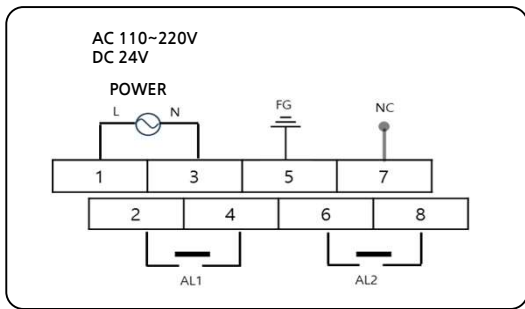 AC 110~220V
DC 24V
POWER
L N FG NC
1 3 5 7
2 4 6 8
AL1 AL2